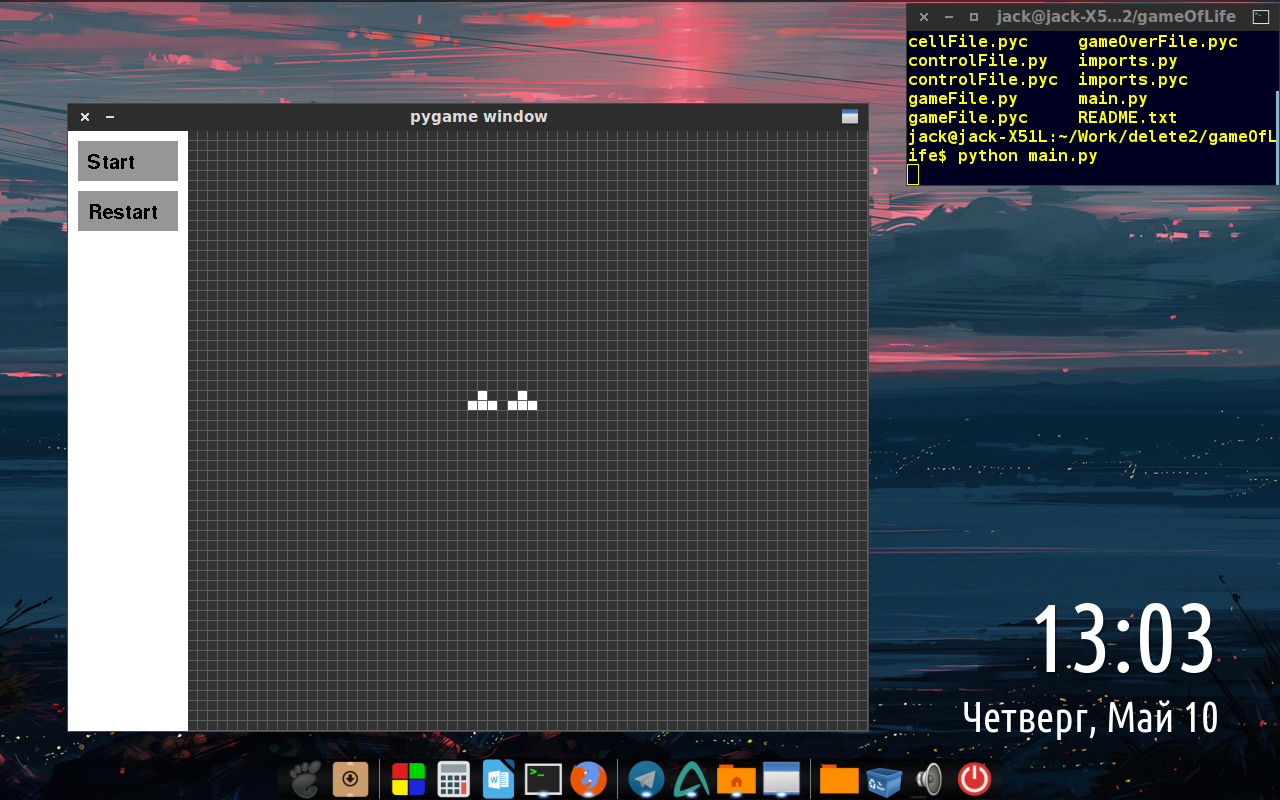 pygame window
Start
Restart
jack@jack-X5...2/gameOfLife
cellFile.pyc gameOverFile.pyc
controlFile.py imports.py
controlFile.pyc imports.pyc
gameFile.py main.py
gameFile.pyc README.txt
jack@jack-X51L:~/Work/delete2/gameOfL
ife$ python main.py
13:03
Четверг, Май 10